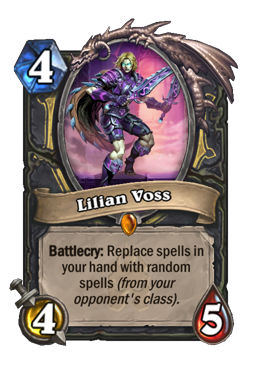 4
Lilian Voss
Battlecry: Replace spells in
your hand with random
spells (from your
opponent's class).
4
5